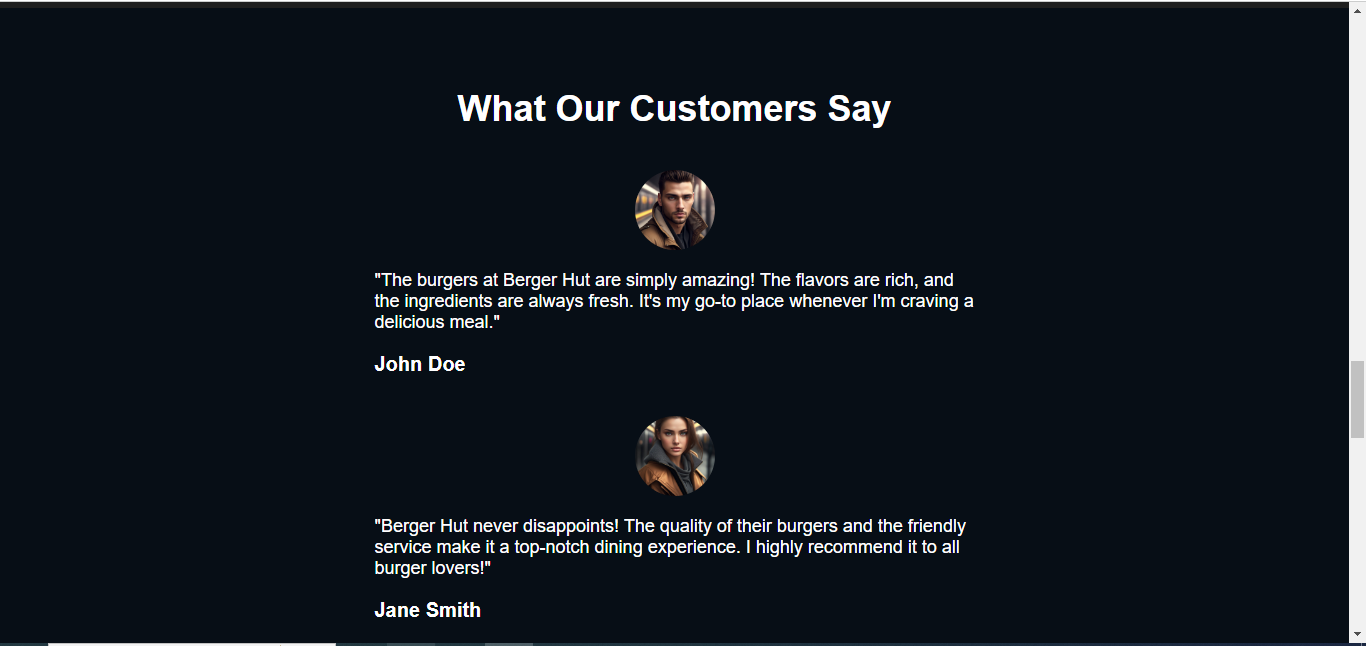 What Our Customers Say
"The burgers at Berger Hut are simply amazing! The flavors are rich, and
the ingredients are always fresh. It's my go-to place whenever I'm craving a
delicious meal."
John Doe
"Berger Hut never disappoints! The quality of their burgers and the friendly
service make it a top-notch dining experience. I highly recommend it to all
burger lovers!"
Jane Smith